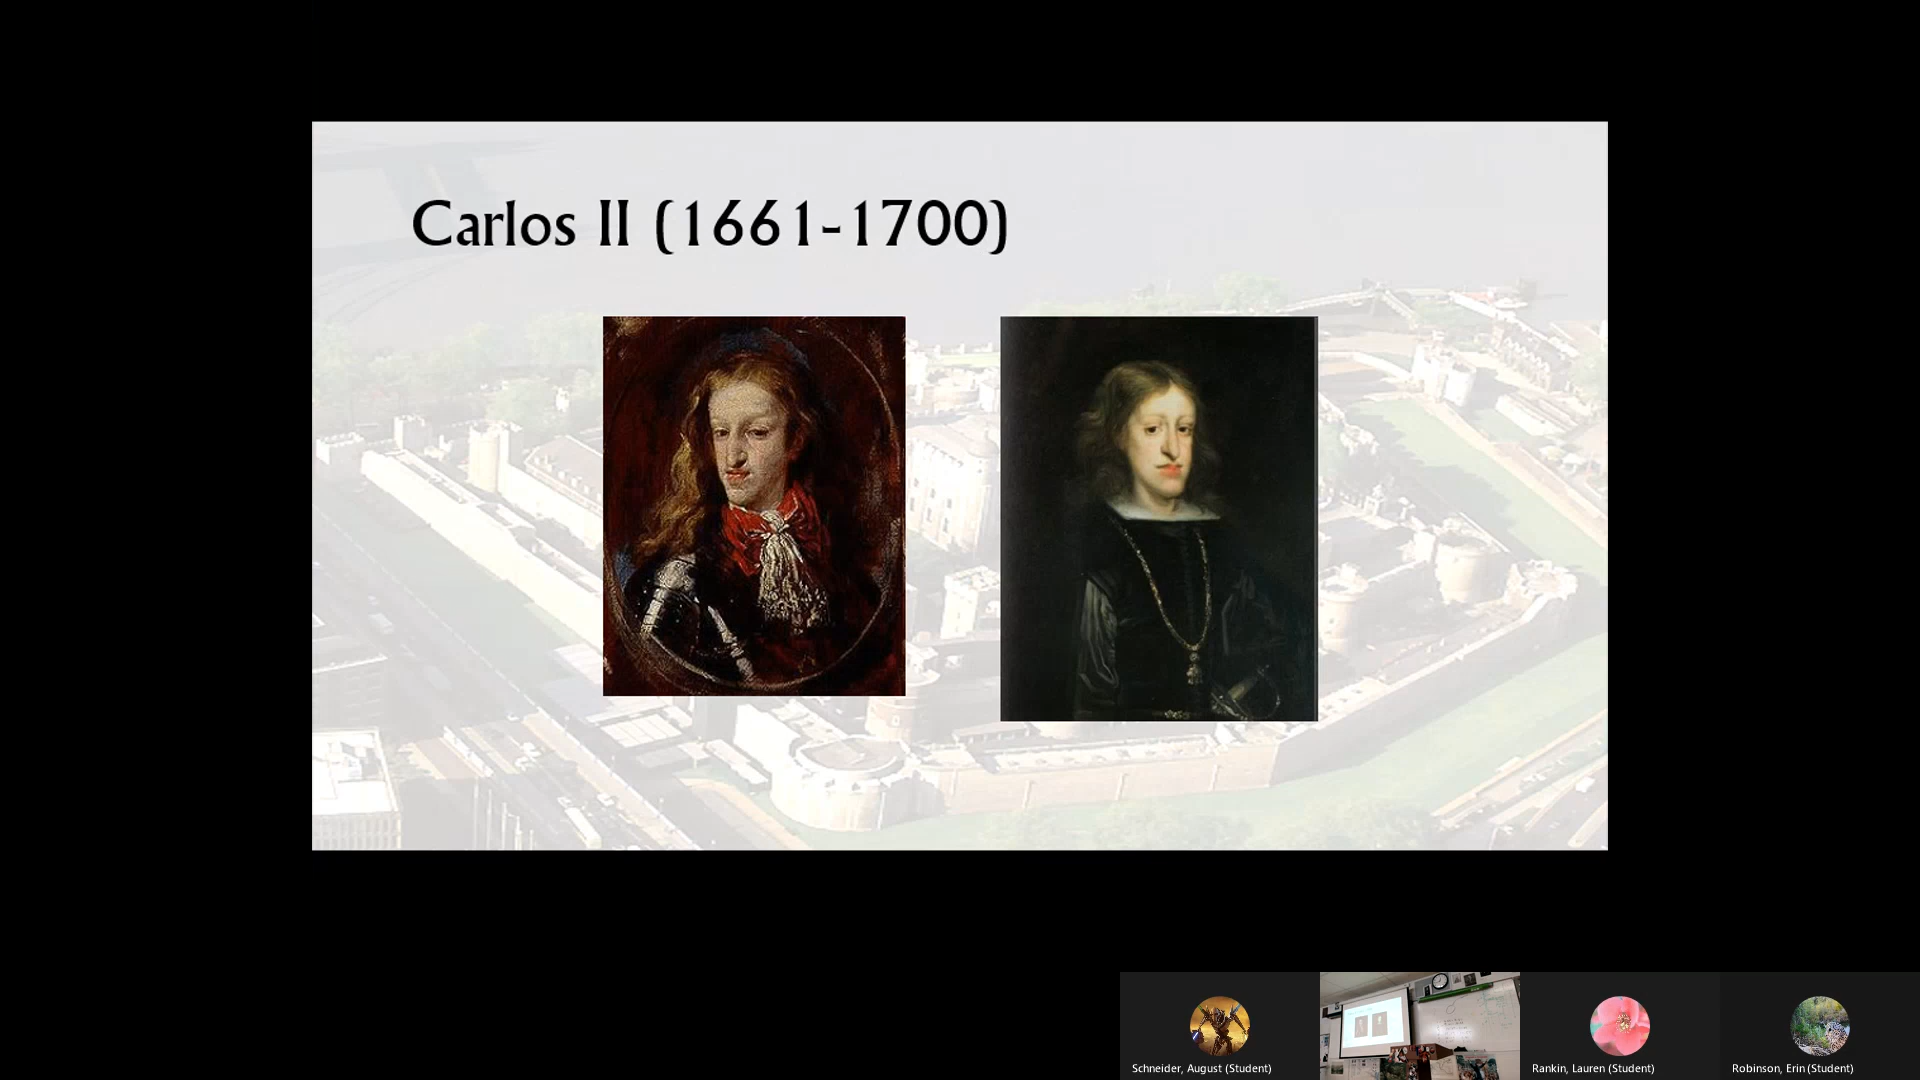 Carlos II (1661-1700)
Schneider, August (Student)
Rankin, Lauren (Student)
Robinson, Erin (Student)